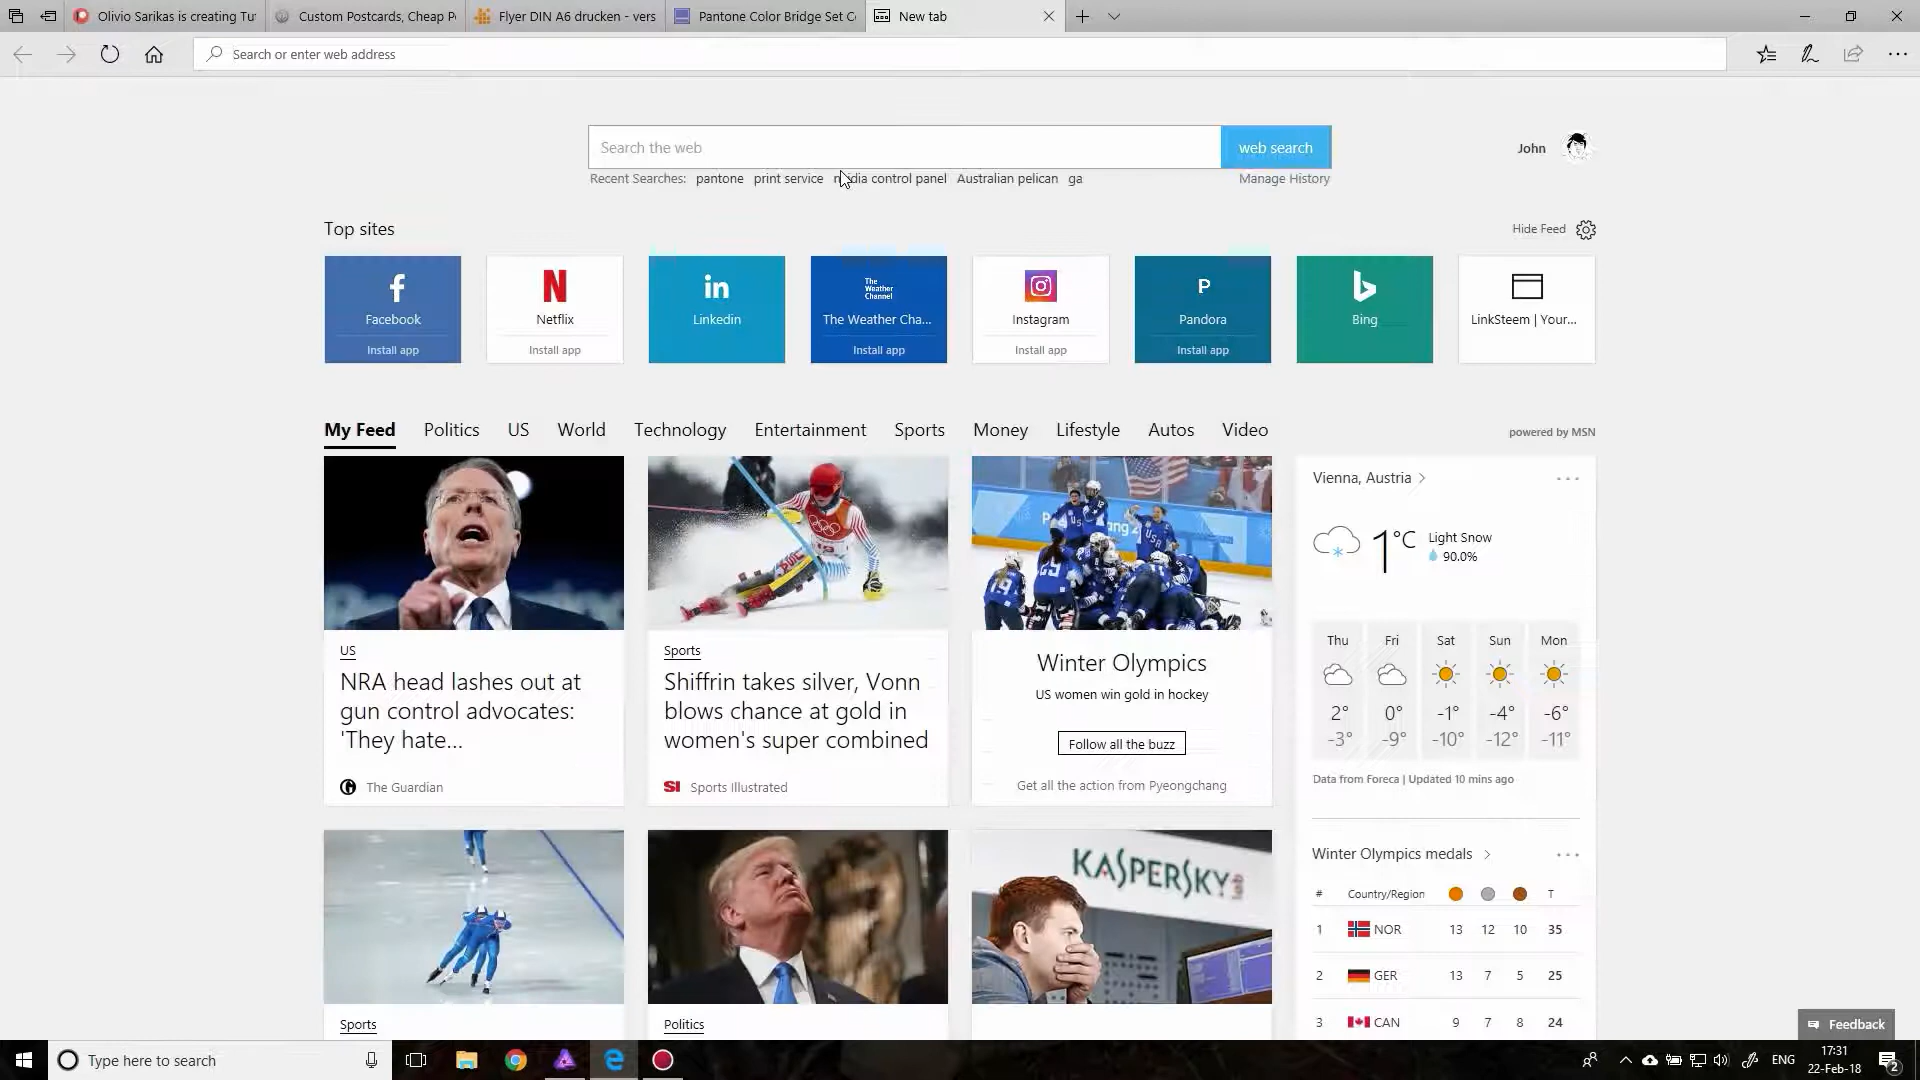 Olivio Sarikas is creating Tut
Custom Postcards, Cheap P
Flyer DIN A6 drucken - vers
Pantone Color Bridge Set C
New tab
Search or enter web address
Search the web
web search
John
Recent Searches: pantone print service media control panel Australian pelican ga
Manage History
Top sites
Hide Feed
Facebook
Install app
Netflix
Install app
Linkedin
The Weather Channel
The Weather Cha...
Install app
Instagram
Install app
P
Pandora
Install app
Bing
LinkSteem | Your...
My Feed Politics US World Technology Entertainment Sports Money Lifestyle Autos Video
powered by MSN
US
NRA head lashes out at
gun control advocates:
'They hate...
The Guardian
Sports
Shiffrin takes silver, Vonn
blows chance at gold in
women's super combined
SI Sports Illustrated
Winter Olympics
US women win gold in hockey
Follow all the buzz
Get all the action from Pyeongchang
Vienna, Austria
1°C
Light Snow
90.0%
Thu Fri Sat Sun Mon
2° 0° -1° -4° -6°
-3° -9° -10° -12° -11°
Data from Foreca | Updated 10 mins ago
Winter Olympics medals
# Country/Region T
1 NOR 13 12 10 35
2 GER 13 7 5 25
3 CAN 9 7 8 24
Sports
Politics
KASPERSKY lab
Feedback
Type here to search
ENG
17:31
22-Feb-18
2